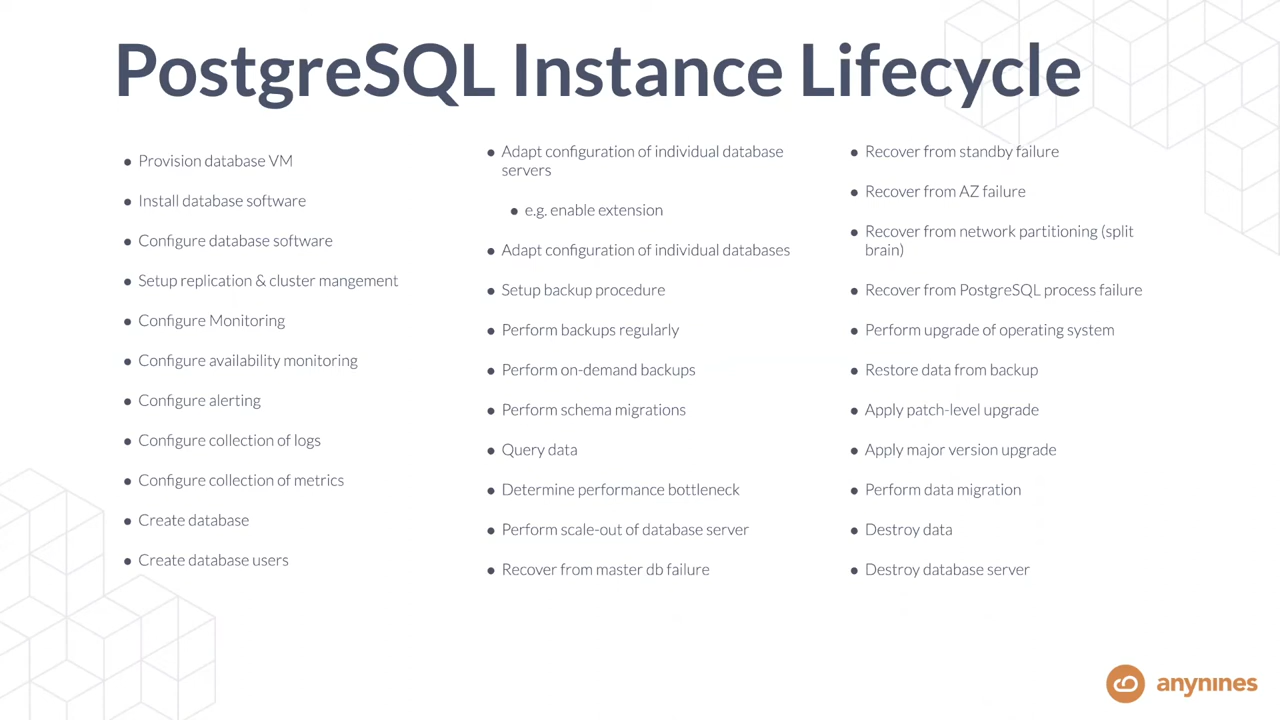 PostgreSQL Instance Lifecycle
Provision database VM
Install database software
Configure database software
Setup replication & cluster mangement
Configure Monitoring
Configure availability monitoring
Configure alerting
Configure collection of logs
Configure collection of metrics
Create database
Create database users
Adapt configuration of individual database
servers
e.g. enable extension
Adapt configuration of individual databases
Setup backup procedure
Perform backups regularly
Perform on-demand backups
Perform schema migrations
Query data
Determine performance bottleneck
Perform scale-out of database server
Recover from master db failure
Recover from standby failure
Recover from AZ failure
Recover from network partitioning (split
brain)
Recover from PostgreSQL process failure
Perform upgrade of operating system
Restore data from backup
Apply patch-level upgrade
Apply major version upgrade
Perform data migration
Destroy data
Destroy database server
anynines